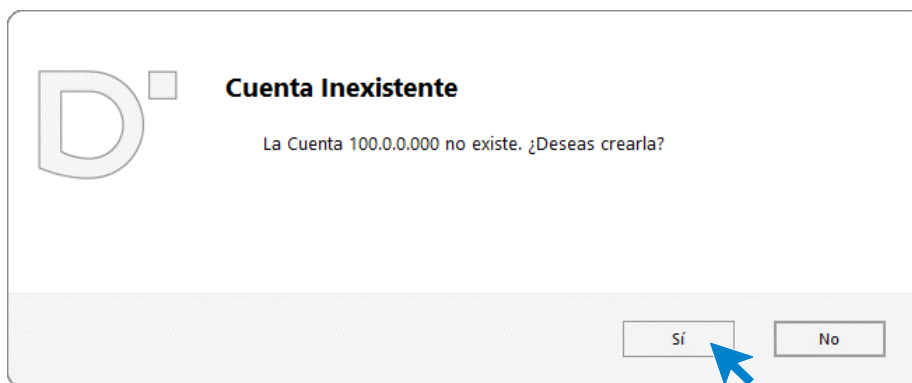 Cuenta Inexistente
La Cuenta 100.0.0.000 no existe. ¿Deseas crearla?
Sí
No